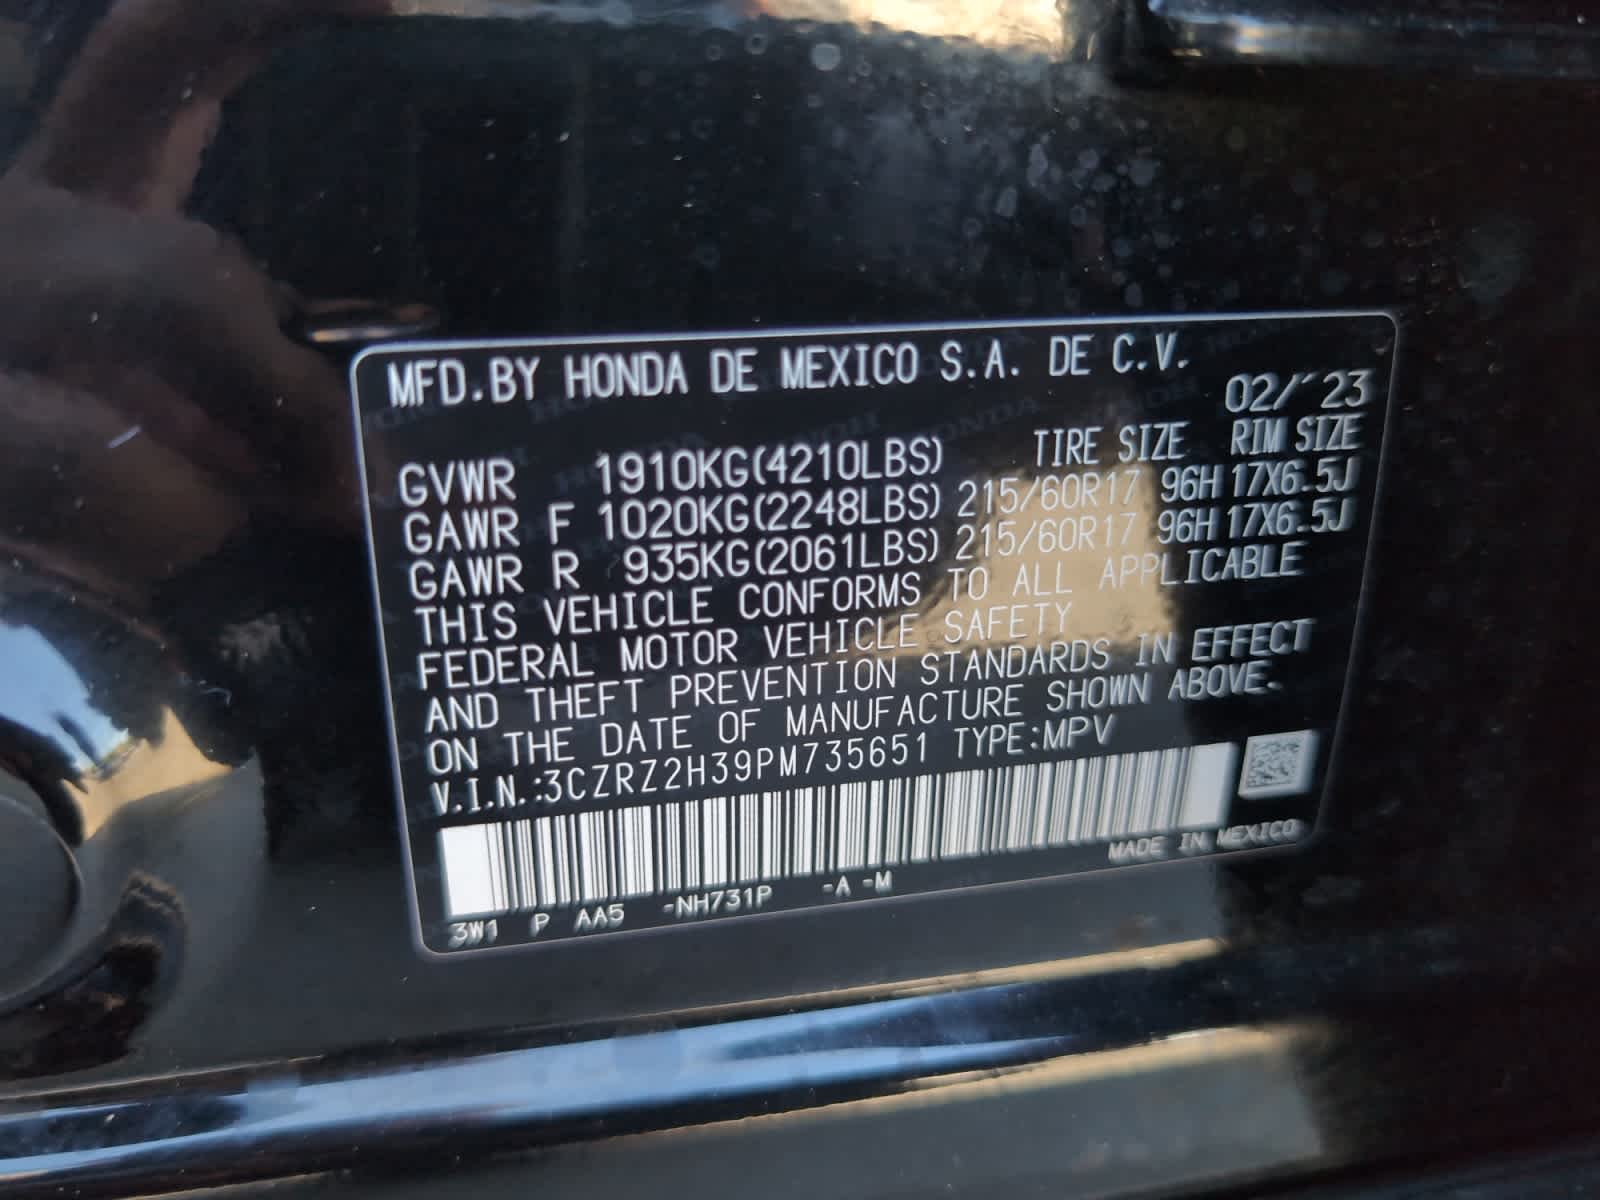 MFD.BY HONDA DE MEXICO S.A. DE C.V.
02/'23
TIRE SIZE RIM SIZE
GVWR 1910KG(4210LBS)
GAWR F 1020KG(2248LBS) 215/60R17 96H 17X6.5J
GAWR R 935KG(2061LBS) 215/60R17 96H 17X6.5J
THIS VEHICLE CONFORMS TO ALL APPLICABLE
FEDERAL MOTOR VEHICLE SAFETY
AND THEFT PREVENTION STANDARDS IN EFFECT
ON THE DATE OF MANUFACTURE SHOWN ABOVE.
V.I.N.:3CZRZ2H39PM735651 TYPE:MPV
MADE IN MEXICO
3W1 P AA5 -NH731P -A -M